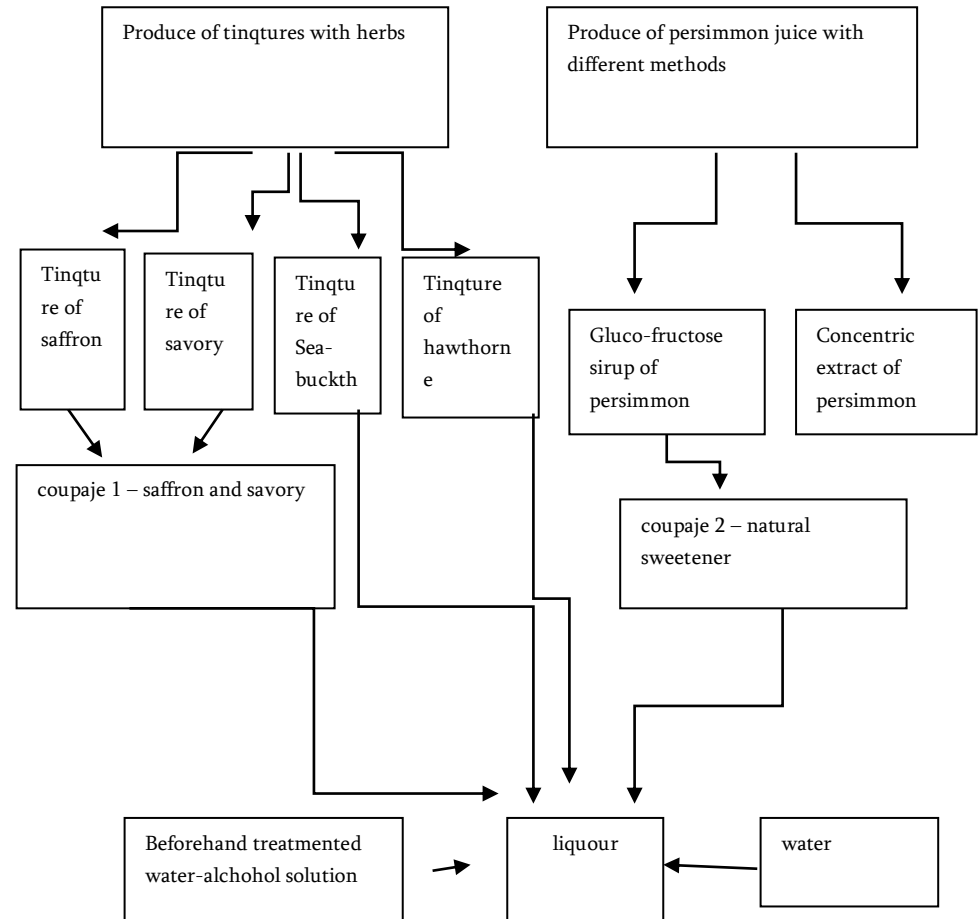 Produce of tinqtures with herbs
Produce of persimmon juice with
different methods
Tinqtu
re of
saffron
Tinqtu
re of
savory
Tinqtu
re of
Sea-
buckth
Tinqture
of
hawthorn
e
Gluco-fructose
sirup of
persimmon
Concentric
extract of
persimmon
coupaje 1 – saffron and savory
coupaje 2 – natural
sweetener
Beforehand treatmented
water-alchohol solution
liquour
water